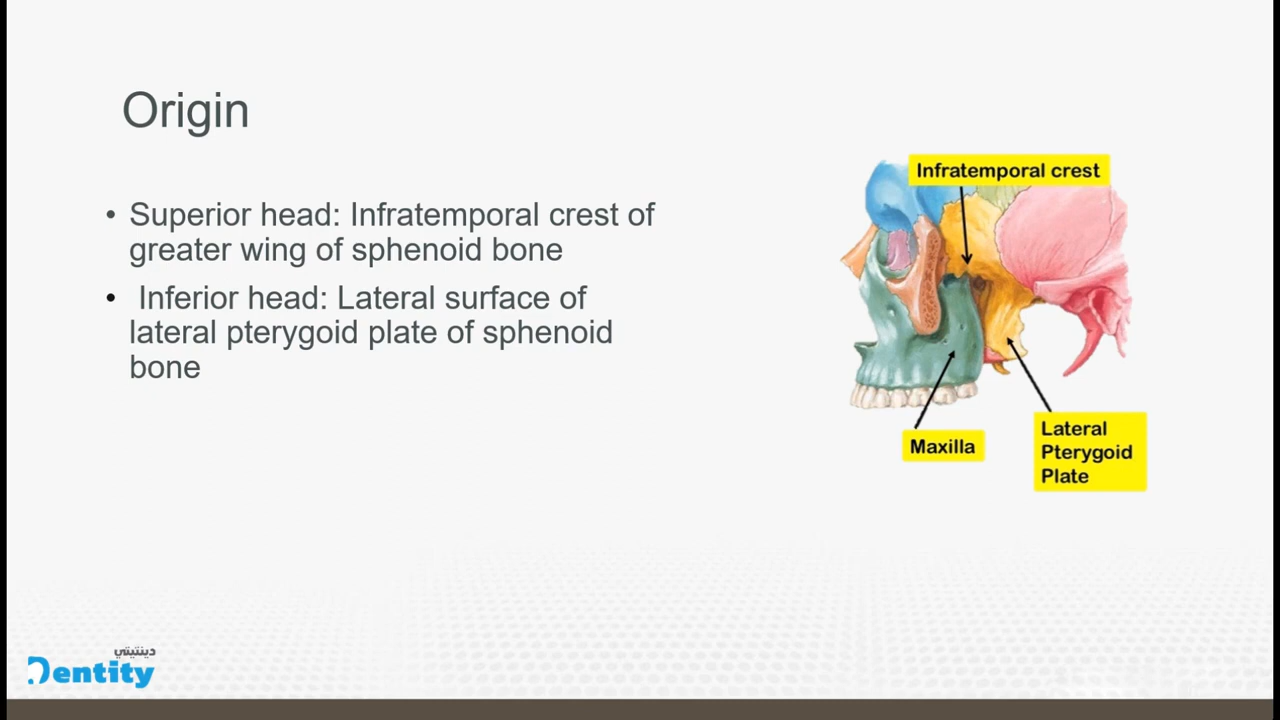 Origin
• Superior head: Infratemporal crest of
greater wing of sphenoid bone
• Inferior head: Lateral surface of
lateral pterygoid plate of sphenoid
bone
Infratemporal crest
Maxilla
Lateral
Pterygoid
Plate
دينتيتي
Dentity